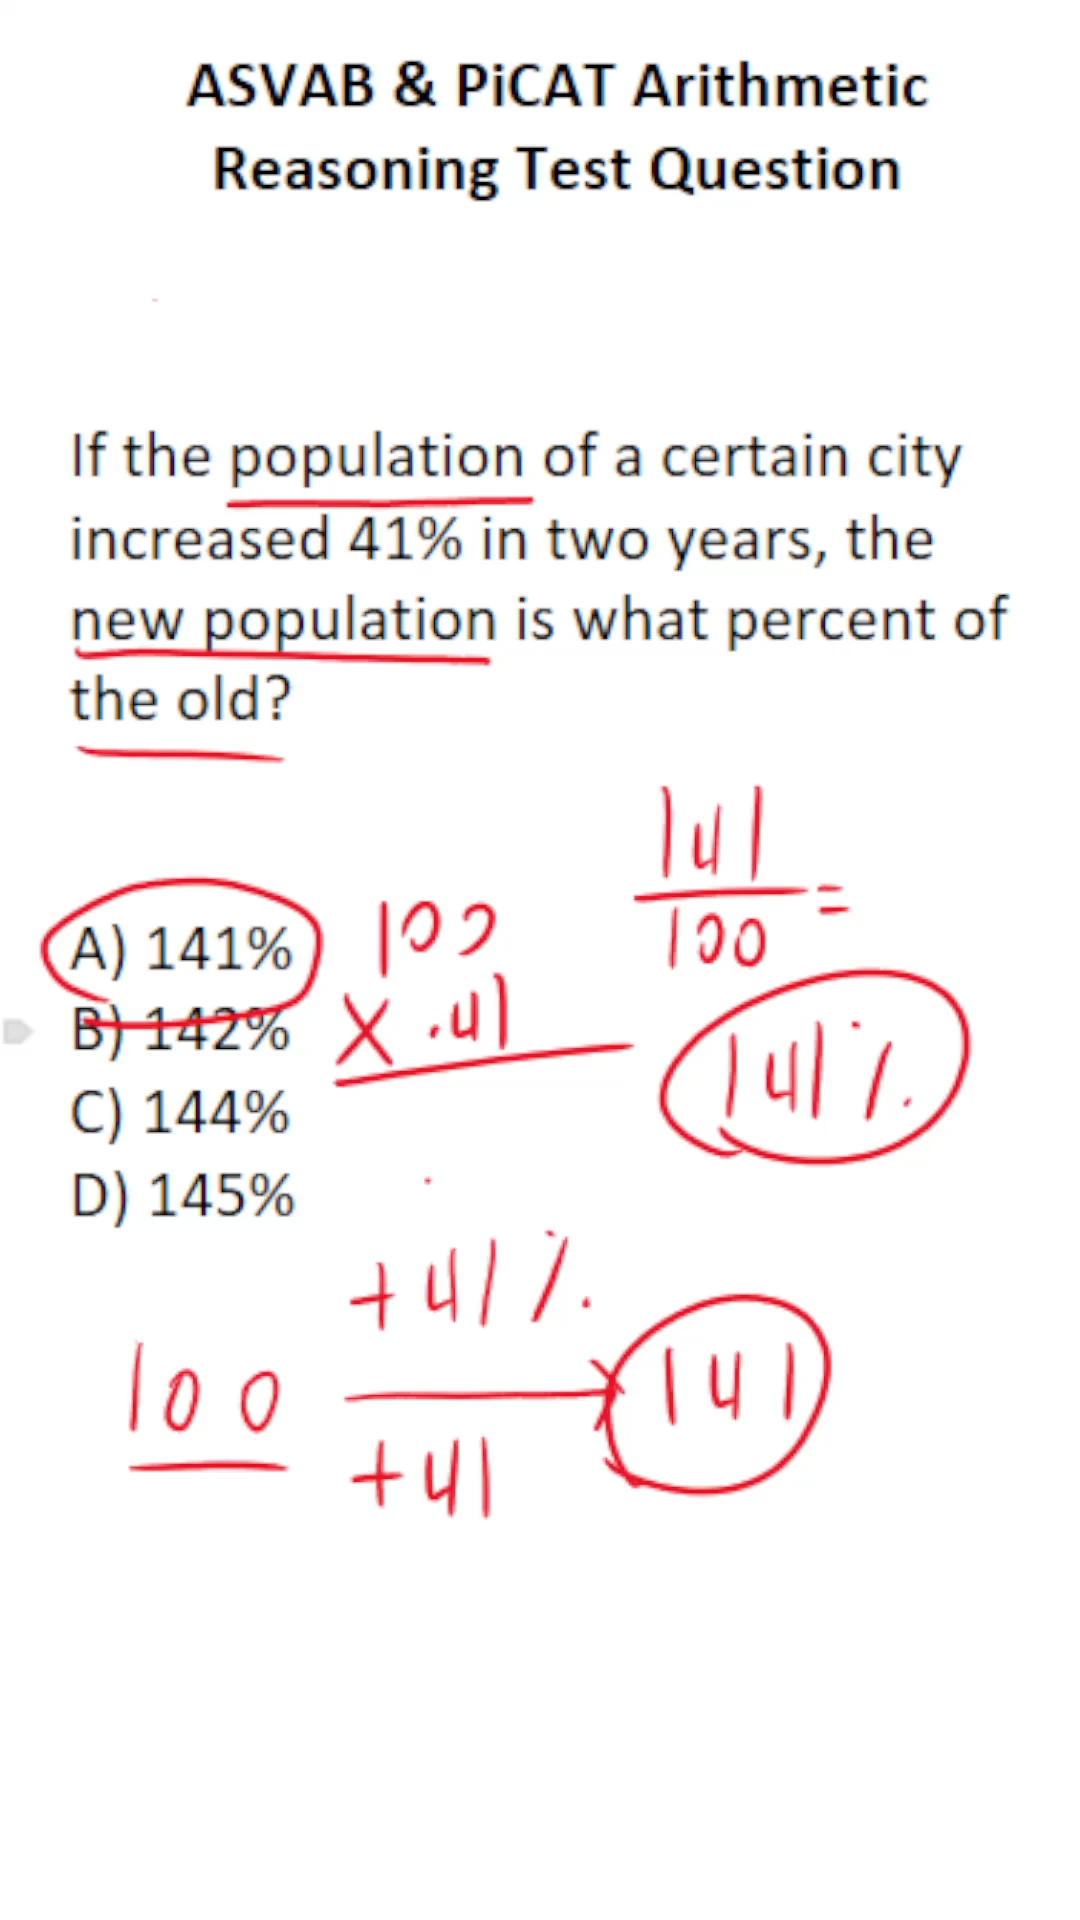 ASVAB & PiCAT Arithmetic
Reasoning Test Question
If the population of a certain city
increased 41% in two years, the
new population is what percent of
the old?
A) 141%
B) 142%
C) 144%
D) 145%
100
x .41
141
100 =
141%
+41%
100
141
+41